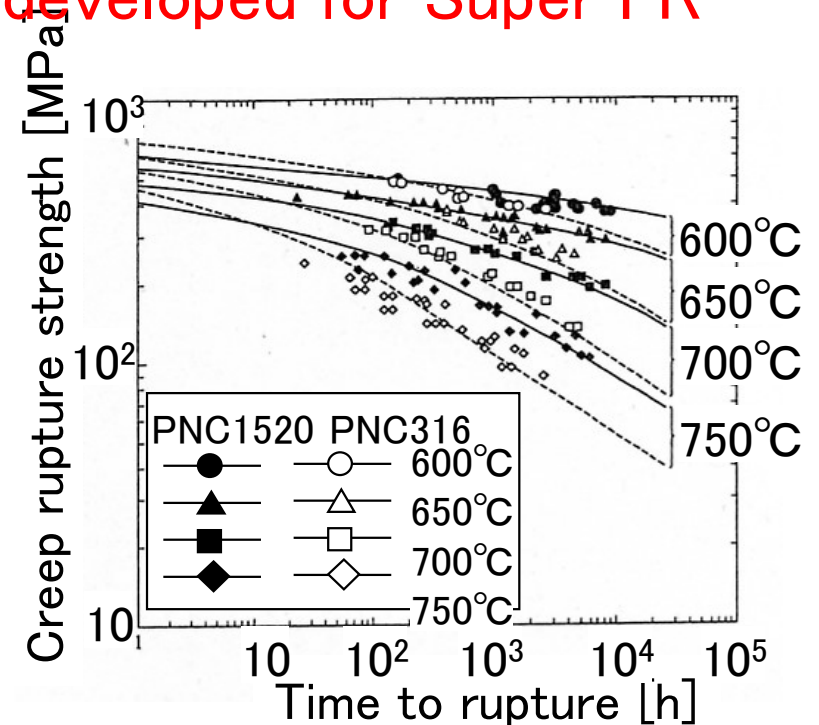 developed for Super FR
Creep rupture strength [MPa]
10³
10²
10
600℃
650℃
700℃
750℃
PNC1520 PNC316
600℃
650℃
700℃
750℃
1
10 10² 10³ 10⁴ 10⁵
Time to rupture [h]